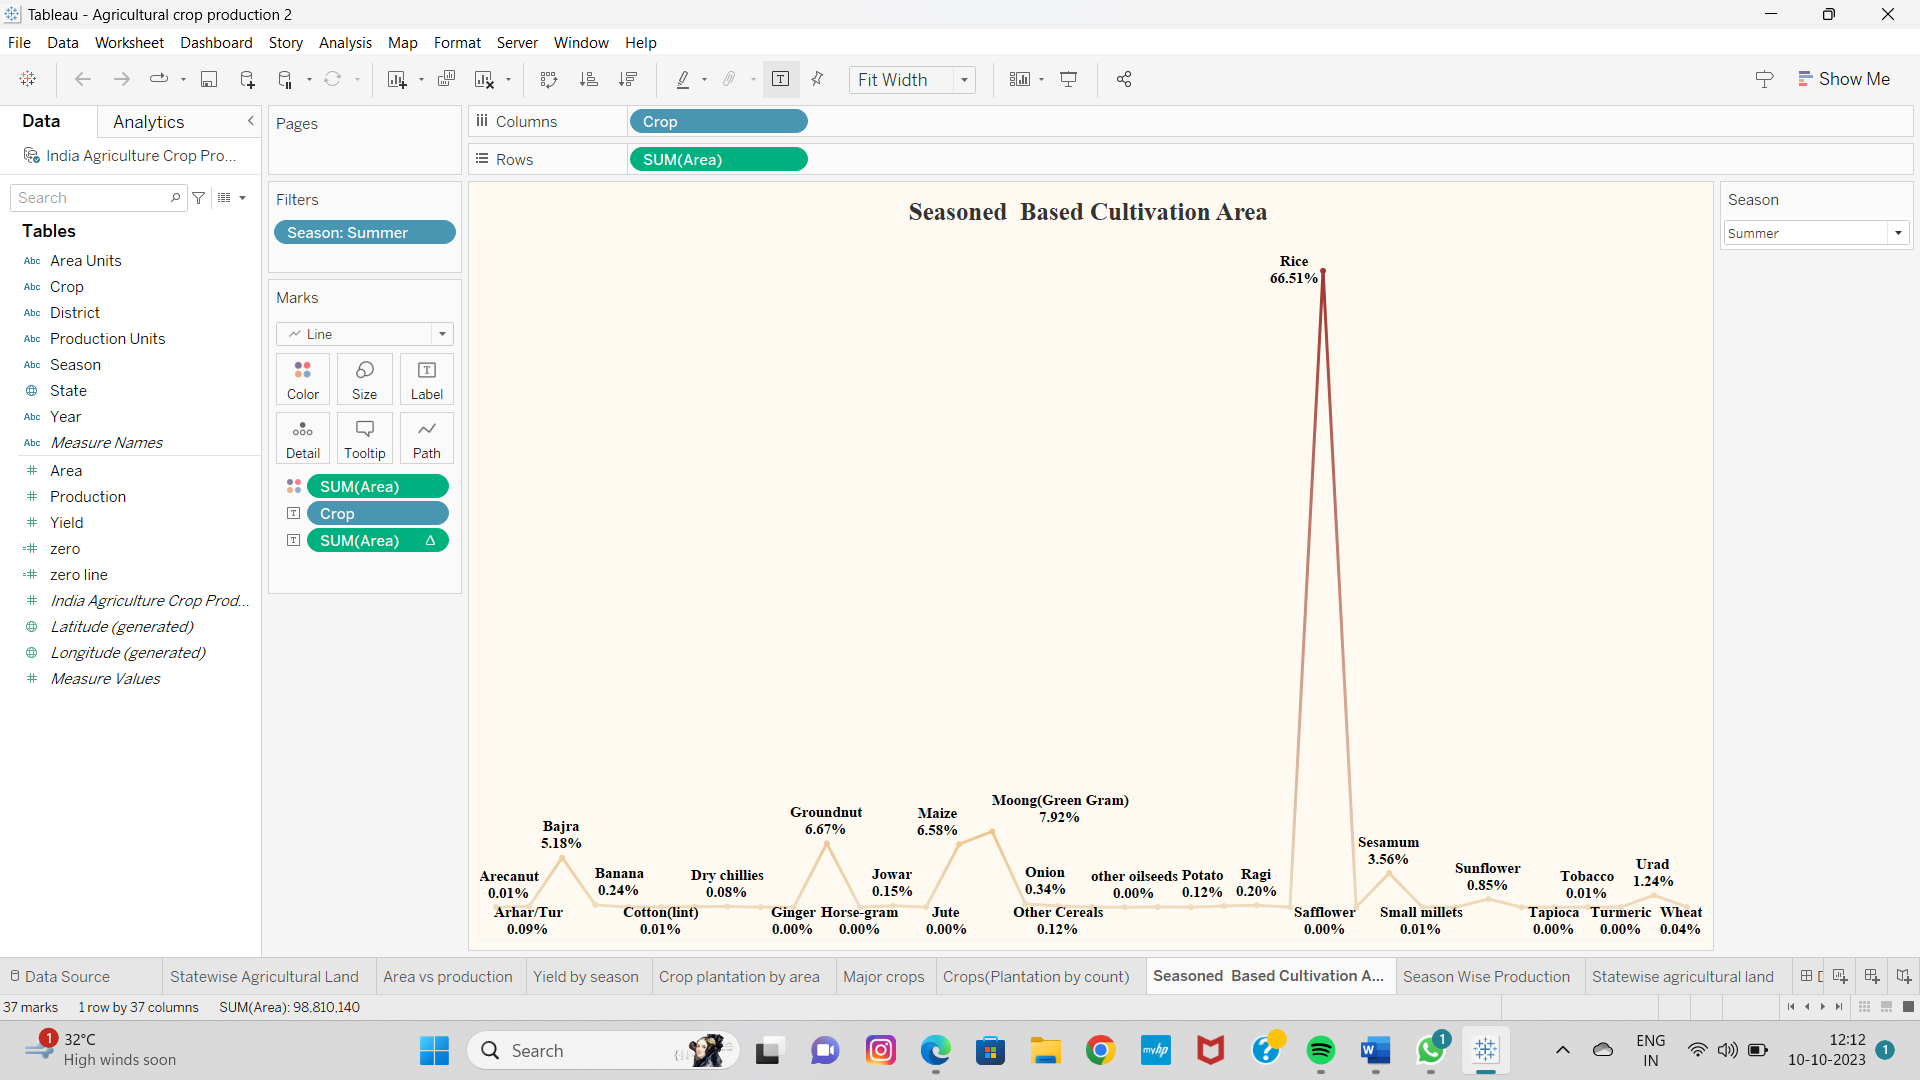 Tableau - Agricultural crop production 2
File Data Worksheet Dashboard Story Analysis Map Format Server Window Help
Fit Width
Show Me
Data Analytics
India Agriculture Crop Pro...
Search
Tables
Abc Area Units
Abc Crop
Abc District
Abc Production Units
Abc Season
State
Abc Year
Abc Measure Names
# Area
# Production
# Yield
=# zero
=# zero line
# India Agriculture Crop Prod...
Latitude (generated)
Longitude (generated)
# Measure Values
Pages
Filters
Season: Summer
Marks
Line
Color Size Label
Detail Tooltip Path
SUM(Area)
Crop
SUM(Area) Δ
Columns Crop
Rows SUM(Area)
Seasoned  Based Cultivation Area
Rice
66.51%
Moong(Green Gram)
7.92%
Groundnut
6.67%
Maize
6.58%
Bajra
5.18%
Sesamum
3.56%
Urad
1.24%
Sunflower
0.85%
Arecanut
0.01%
Banana
0.24%
Dry chillies
0.08%
Jowar
0.15%
Onion
0.34%
other oilseeds
0.00%
Potato
0.12%
Ragi
0.20%
Tobacco
0.01%
Arhar/Tur
0.09%
Cotton(lint)
0.01%
Ginger
0.00%
Horse-gram
0.00%
Jute
0.00%
Other Cereals
0.12%
Safflower
0.00%
Small millets
0.01%
Tapioca
0.00%
Turmeric
0.00%
Wheat
0.04%
Season
Summer
Data Source Statewise Agricultural Land Area vs production Yield by season Crop plantation by area Major crops Crops(Plantation by count) Seasoned  Based Cultivation A... Season Wise Production Statewise agricultural land
37 marks 1 row by 37 columns SUM(Area): 98,810,140
1
32°C
High winds soon
Search
myhp
1
ENG
IN
12:12
10-10-2023
1